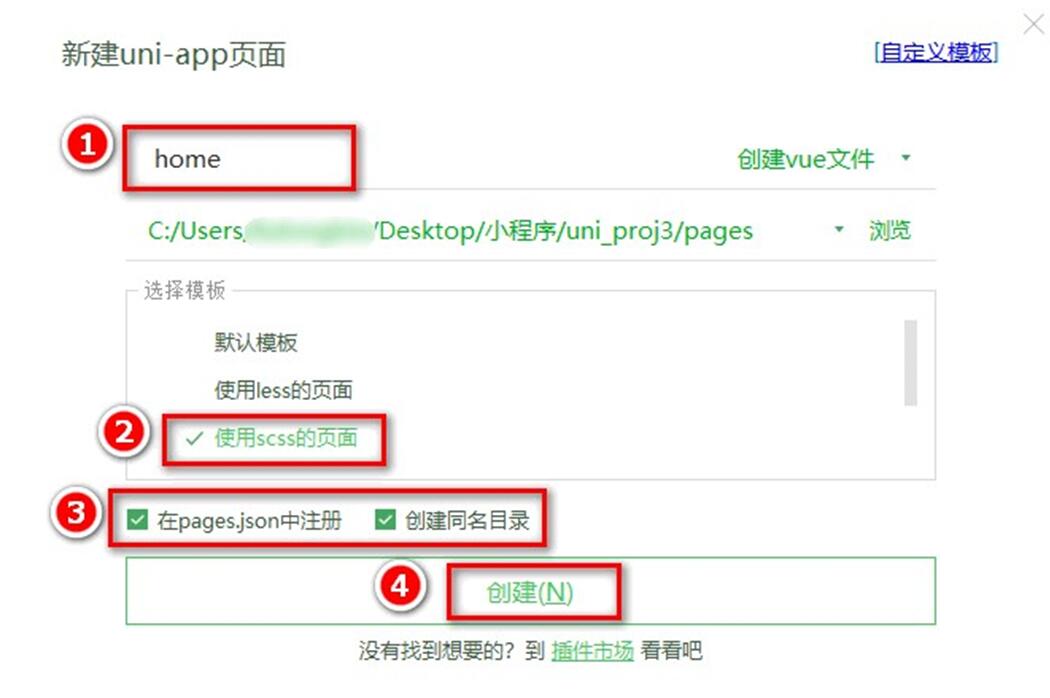 新建uni-app页面 [自定义模板]
1 home 创建vue文件
C:/Users/ /Desktop/小程序/uni_proj3/pages 浏览
选择模板
默认模板
使用less的页面
2 使用scss的页面
3 在pages.json中注册 创建同名目录
4 创建(N)
没有找到想要的？到 插件市场 看看吧